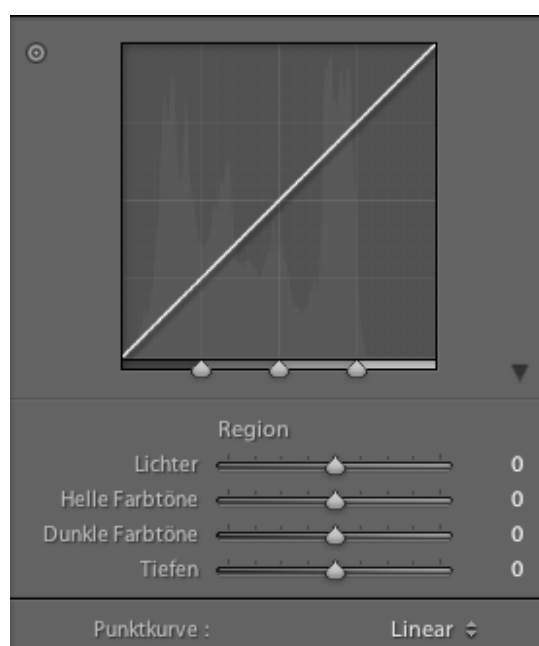 Region
Lichter 0
Helle Farbtöne 0
Dunkle Farbtöne 0
Tiefen 0
Punktkurve : Linear